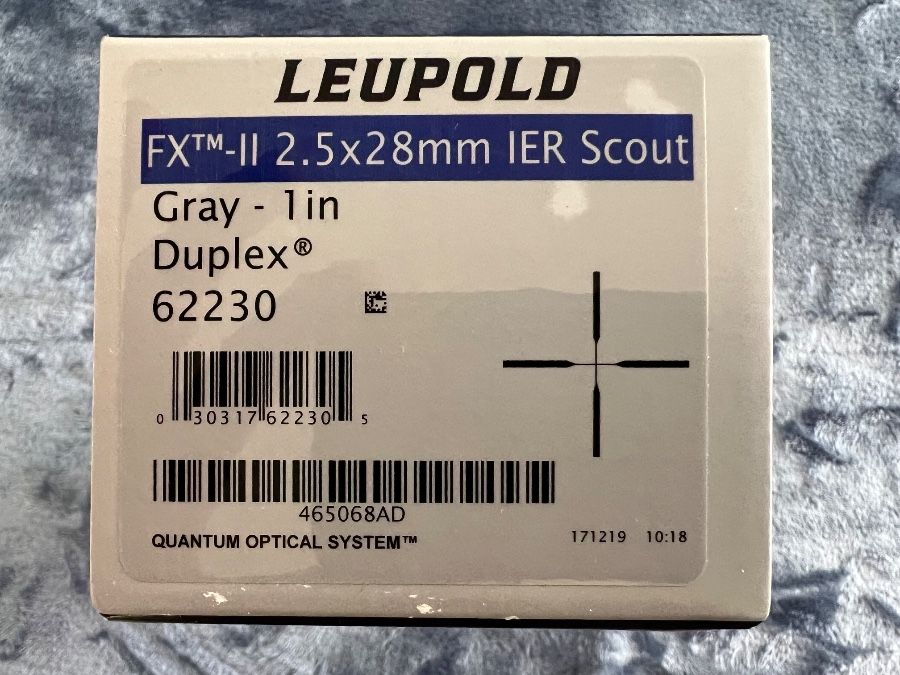 LEUPOLD
FX™-II 2.5x28mm IER Scout
Gray - 1in
Duplex®
62230
0 30317 62230 5
465068AD
QUANTUM OPTICAL SYSTEM™
171219 10:18